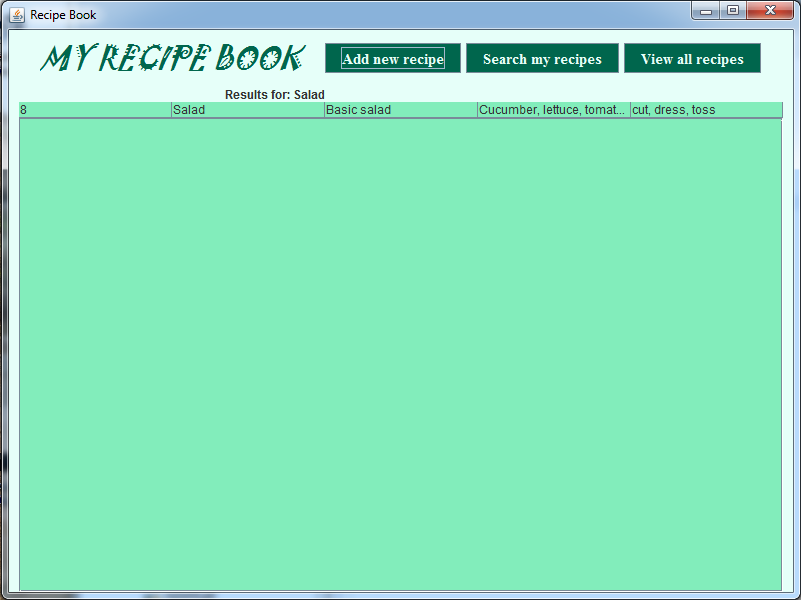 Recipe Book
MY RECIPE BOOK
Add new recipe
Search my recipes
View all recipes
Results for: Salad
8 Salad Basic salad Cucumber, lettuce, tomat... cut, dress, toss